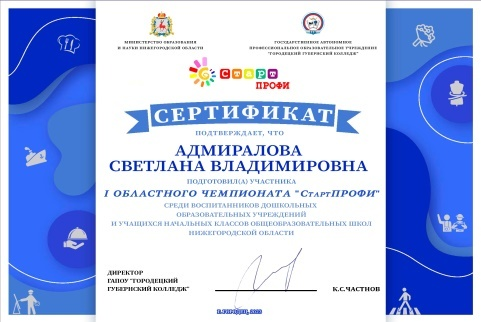 МИНИСТЕРСТВО ОБРАЗОВАНИЯ
И НАУКИ НИЖЕГОРОДСКОЙ ОБЛАСТИ
ГОСУДАРСТВЕННОЕ АВТОНОМНОЕ
ПРОФЕССИОНАЛЬНОЕ ОБРАЗОВАТЕЛЬНОЕ УЧРЕЖДЕНИЕ
"ГОРОДЕЦКИЙ ГУБЕРНСКИЙ КОЛЛЕДЖ"
Старт
ПРОФИ
СЕРТИФИКАТ
ПОДТВЕРЖДАЕТ, ЧТО
АДМИРАЛОВА
СВЕТЛАНА ВЛАДИМИРОВНА
ПОДГОТОВИЛ(А) УЧАСТНИКА
I ОБЛАСТНОГО ЧЕМПИОНАТА "СтартПРОФИ"
СРЕДИ ВОСПИТАННИКОВ ДОШКОЛЬНЫХ
ОБРАЗОВАТЕЛЬНЫХ УЧРЕЖДЕНИЙ
И УЧАЩИХСЯ НАЧАЛЬНЫХ КЛАССОВ ОБЩЕОБРАЗОВАТЕЛЬНЫХ ШКОЛ
НИЖЕГОРОДСКОЙ ОБЛАСТИ
ДИРЕКТОР
ГАПОУ "ГОРОДЕЦКИЙ
ГУБЕРНСКИЙ КОЛЛЕДЖ"
К.С.ЧАСТНОВ
Г. ГОРОДЕЦ, 2023